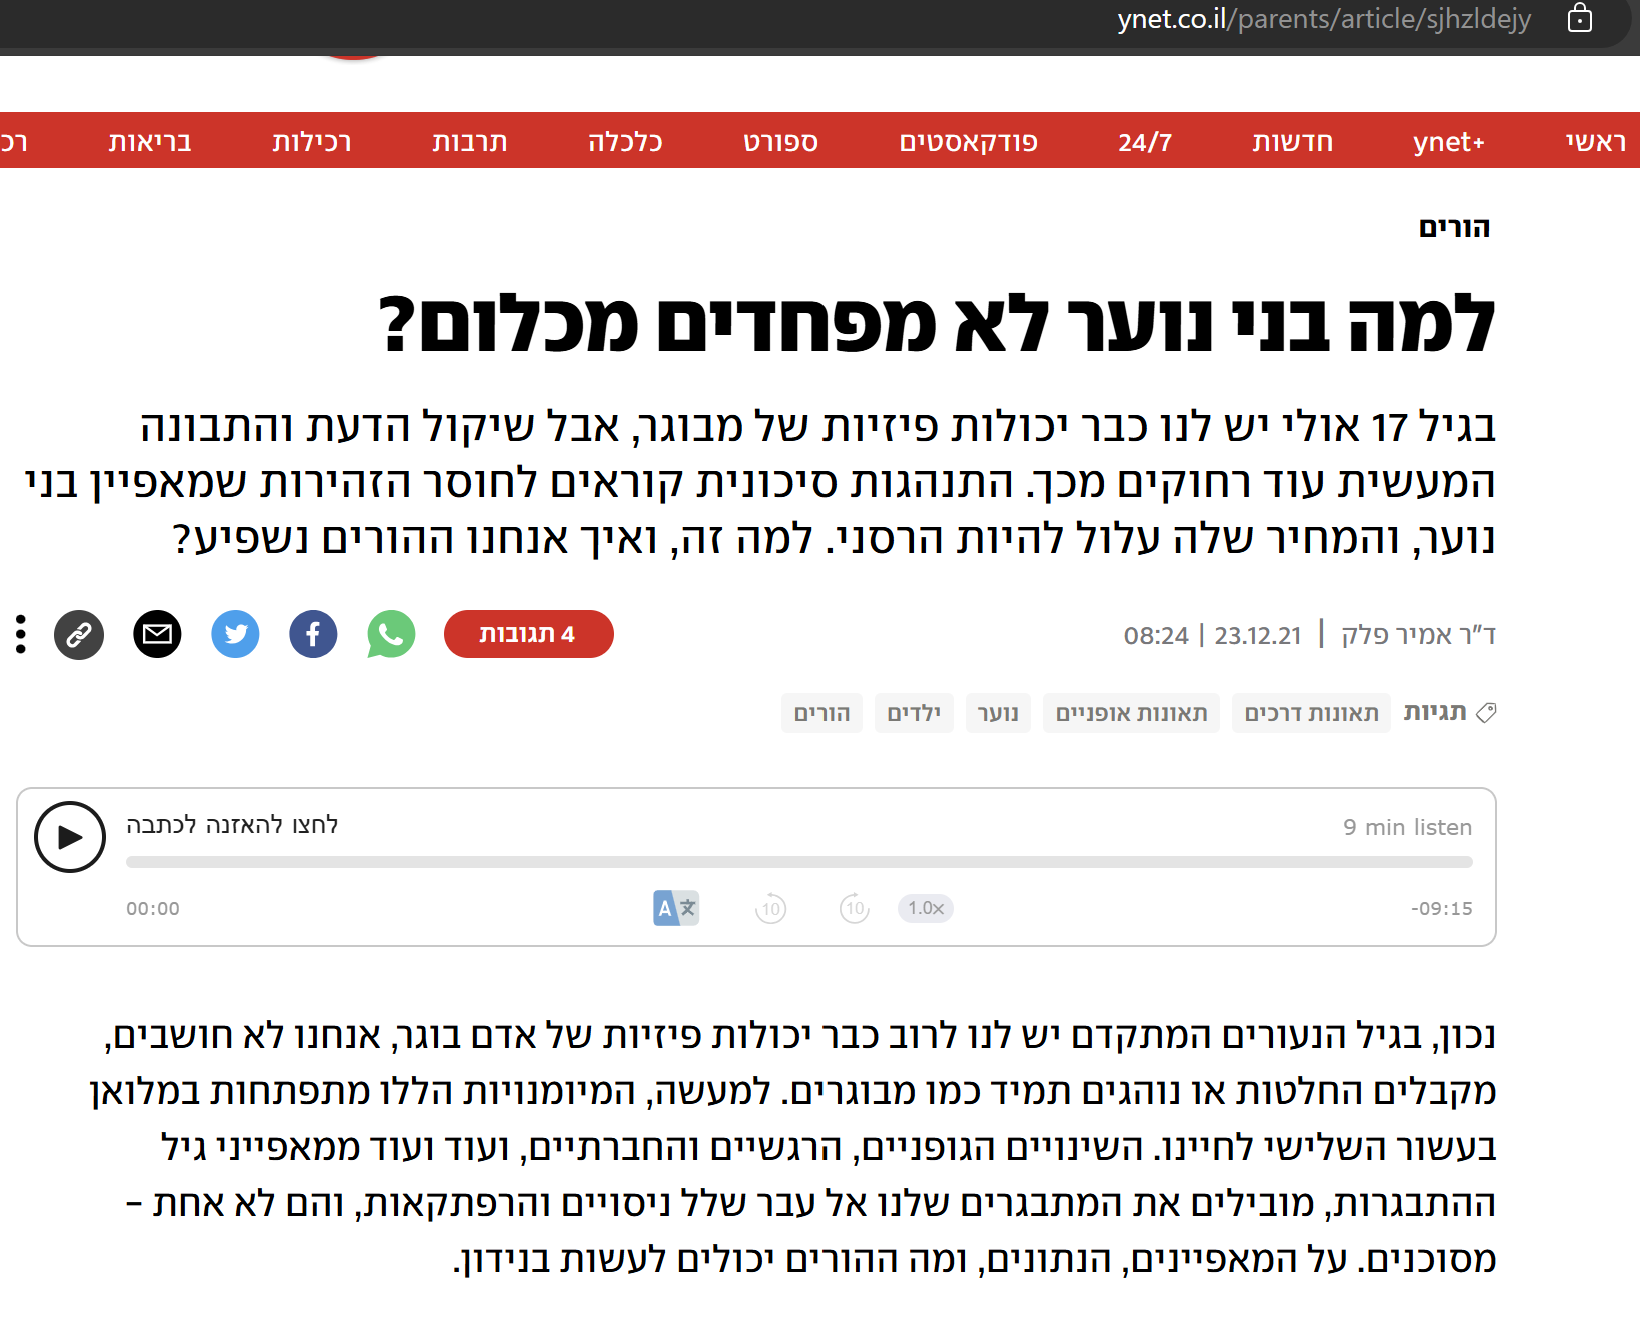 ynet.co.il/parents/article/sjhzldejy
ראשי ynet+ חדשות 24/7 פודקאסטים ספורט כלכלה תרבות רכילות בריאות רכ
הורים
למה בני נוער לא מפחדים מכלום?
בגיל 17 אולי יש לנו כבר יכולות פיזיות של מבוגר, אבל שיקול הדעת והתבונה
המעשית עוד רחוקים מכך. התנהגות סיכונית קוראים לחוסר הזהירות שמאפיין בני
נוער, והמחיר שלה עלול להיות הרסני. למה זה, ואיך אנחנו ההורים נשפיע?
ד"ר אמיר פלק | 23.12.21 | 08:24
4 תגובות
תגיות תאונות דרכים תאונות אופניים נוער ילדים הורים
לחצו להאזנה לכתבה
9 min listen
00:00
A 文
10
10
1.0x
-09:15
נכון, בגיל הנעורים המתקדם יש לנו לרוב כבר יכולות פיזיות של אדם בוגר, אנחנו לא חושבים,
מקבלים החלטות או נוהגים תמיד כמו מבוגרים. למעשה, המיומנויות הללו מתפתחות במלואן
בעשור השלישי לחיינו. השינויים הגופניים, הרגשיים והחברתיים, ועוד ועוד ממאפייני גיל
ההתבגרות, מובילים את המתבגרים שלנו אל עבר שלל ניסויים והרפתקאות, והם לא אחת –
מסוכנים. על המאפיינים, הנתונים, ומה ההורים יכולים לעשות בנידון.